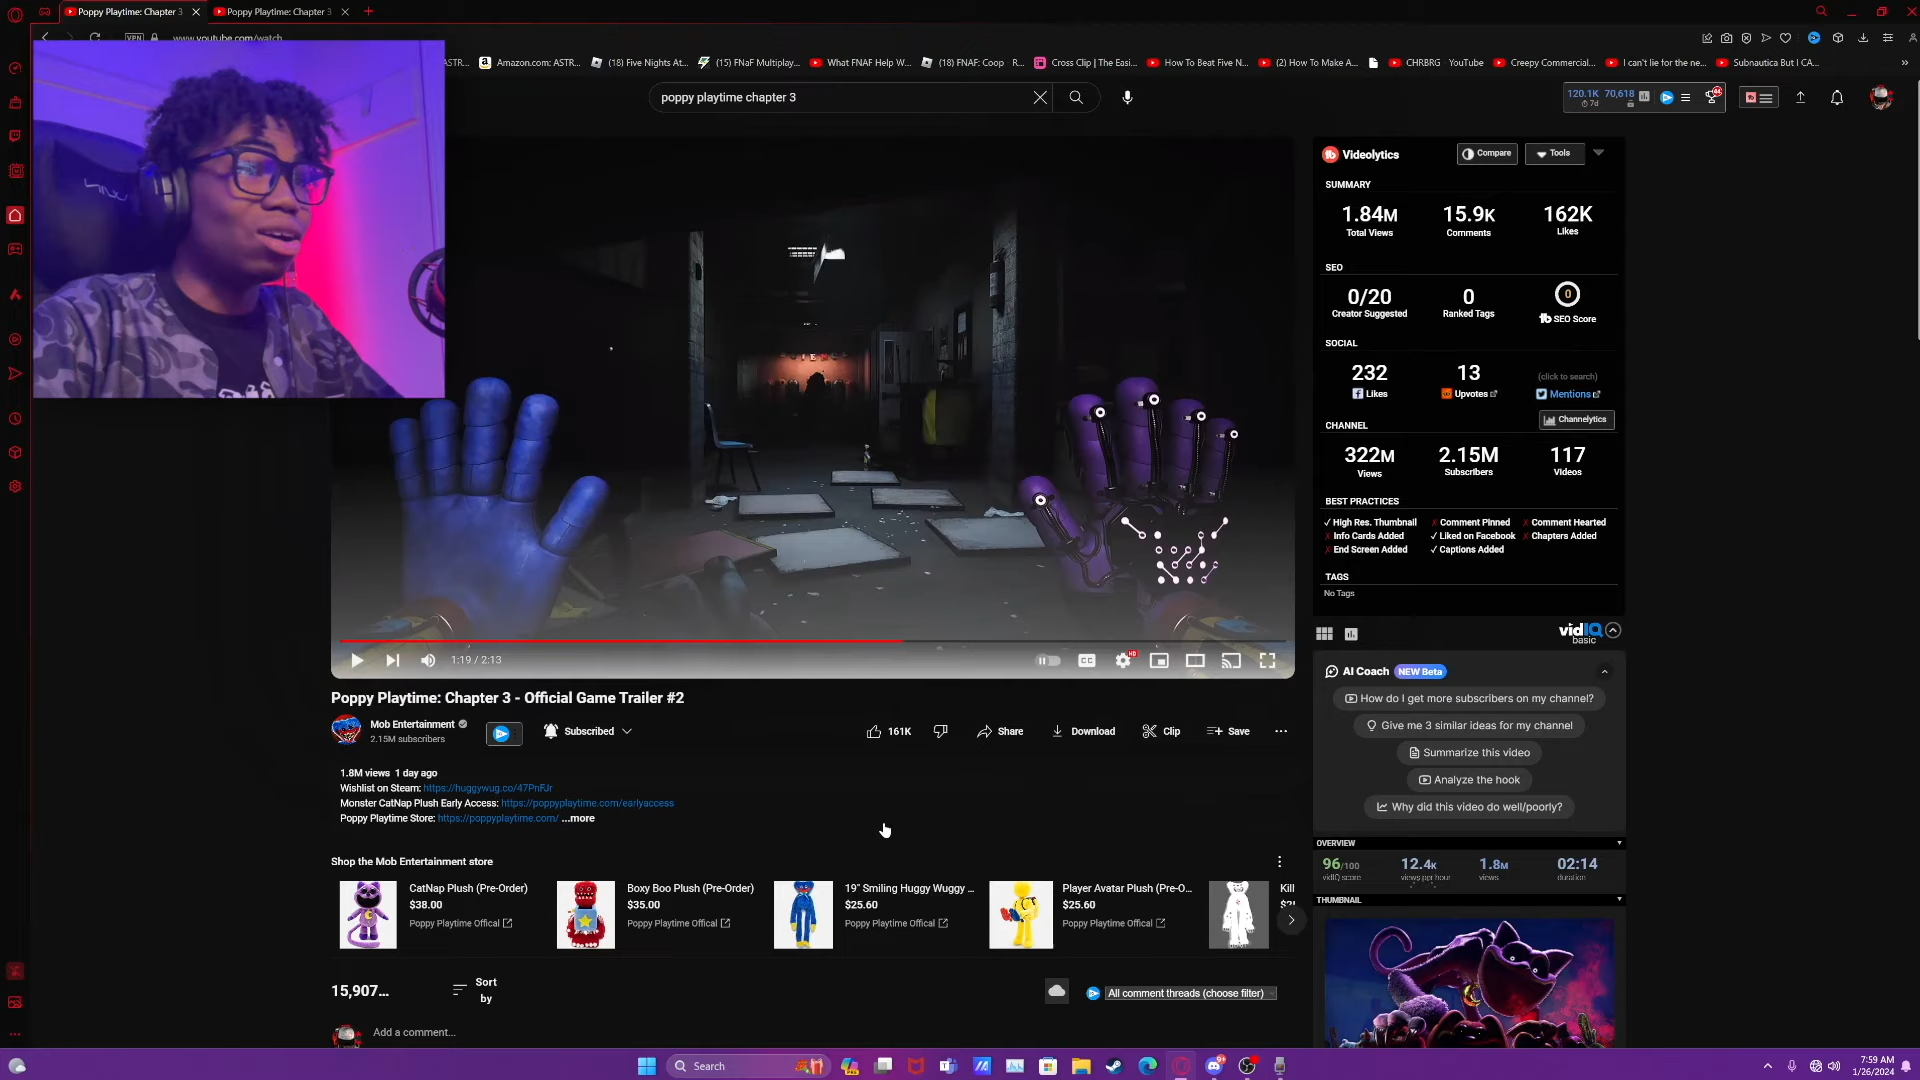 Poppy Playtime: Chapter 3
Poppy Playtime: Chapter 3
VPN
www.youtube.com/watch
ASTR...
Amazon.com: ASTR...
(18) Five Nights At...
(15) FNaF Multiplay...
What FNAF Help W...
(18) FNAF: Coop - R...
Cross Clip | The Easi...
How To Beat Five N...
(2) How To Make A...
CHRBRG - YouTube
Creepy Commercial...
I can't lie for the ne...
Subnautica But I CA...
poppy playtime chapter 3
120.1K 70,618
7d
Videolytics
Compare
Tools
SUMMARY
1.84M 15.9K 162K
Total Views Comments Likes
SEO
0/20 0 0
Creator Suggested Ranked Tags SEO Score
SOCIAL
232 13 (click to search)
Likes Upvotes Mentions
Channelytics
CHANNEL
322M 2.15M 117
Views Subscribers Videos
BEST PRACTICES
✓ High Res. Thumbnail ✗ Comment Pinned ✗ Comment Hearted
✗ Info Cards Added ✓ Liked on Facebook ✗ Chapters Added
✗ End Screen Added ✓ Captions Added
TAGS
No Tags
vidIQ
basic
AI Coach NEW Beta
How do I get more subscribers on my channel?
Give me 3 similar ideas for my channel
Summarize this video
Analyze the hook
Why did this video do well/poorly?
OVERVIEW
96/100 12.4K 1.8M 02:14
vidIQ score views per hour views duration
THUMBNAIL
1:19 / 2:13
CC
HD
Poppy Playtime: Chapter 3 - Official Game Trailer #2
Mob Entertainment
2.15M subscribers
Subscribed
161K
Share
Download
Clip
Save
1.8M views 1 day ago
Wishlist on Steam: https://huggywug.co/47PnFJr
Monster CatNap Plush Early Access: https://poppyplaytime.com/earlyaccess
Poppy Playtime Store: https://poppyplaytime.com/ ...more
Shop the Mob Entertainment store
CatNap Plush (Pre-Order)
$38.00
Poppy Playtime Offical
Boxy Boo Plush (Pre-Order)
$35.00
Poppy Playtime Offical
19" Smiling Huggy Wuggy ...
$25.60
Poppy Playtime Offical
Player Avatar Plush (Pre-O...
$25.60
Poppy Playtime Offical
Kill
15,907...
Sort
by
All comment threads (choose filter)
Add a comment...
Search
7:59 AM
1/26/2024